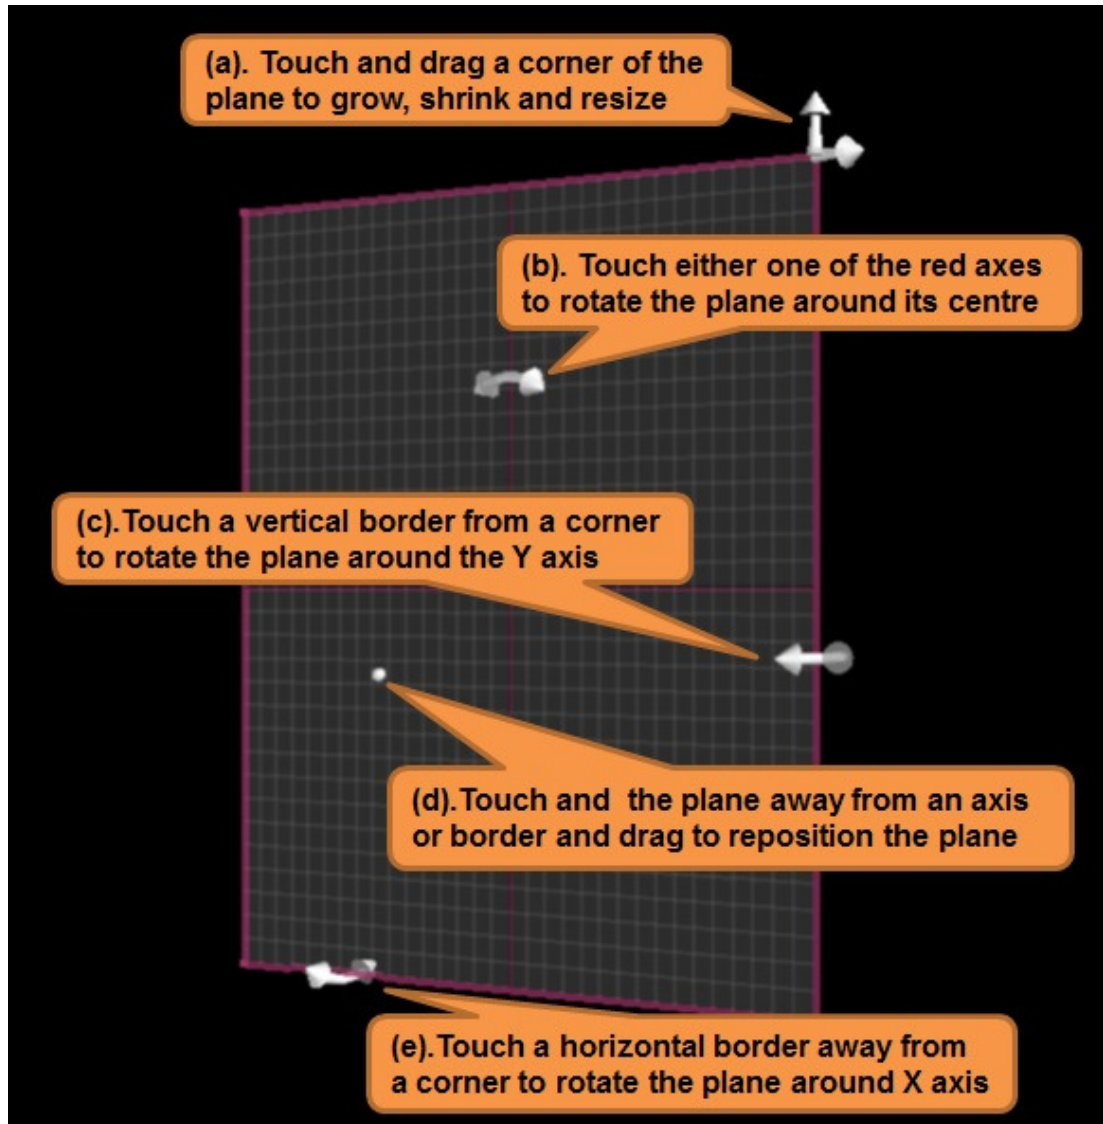 (a). Touch and drag a corner of the
plane to grow, shrink and resize
(b). Touch either one of the red axes
to rotate the plane around its centre
(c).Touch a vertical border from a corner
to rotate the plane around the Y axis
(d).Touch and  the plane away from an axis
or border and drag to reposition the plane
(e).Touch a horizontal border away from
a corner to rotate the plane around X axis